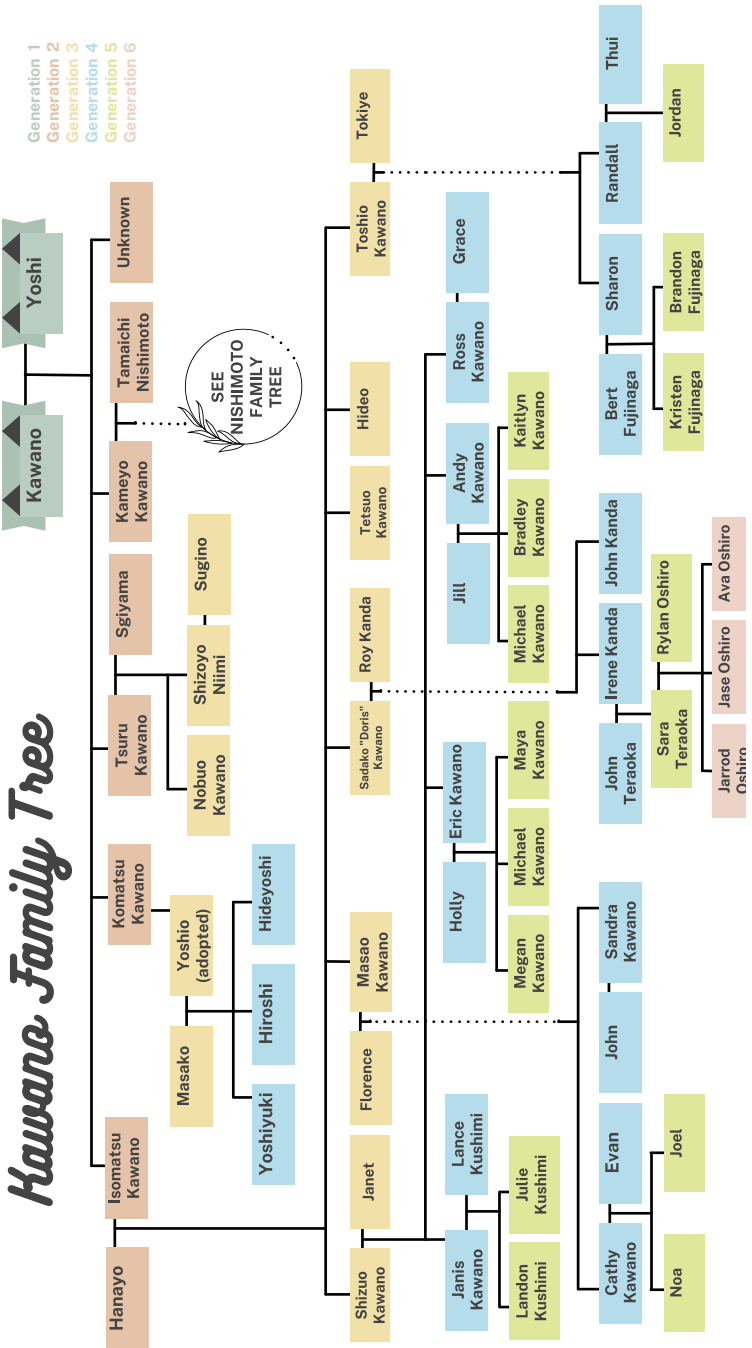 Kawano Family Tree
Generation 1
Generation 2
Generation 3
Generation 4
Generation 5
Generation 6
Kawano
Yoshi
Hanayo
Isomatsu
Kawano
Komatsu
Kawano
Tsuru
Kawano
Sgiyama
Kameyo
Kawano
Tamaichi
Nishimoto
Unknown
Masako
Yoshio
(adopted)
Nobuo
Kawano
Shizoyo
Niimi
Sugino
SEE
NISHIMOTO
FAMILY
TREE
Yoshiyuki
Hiroshi
Hideyoshi
Shizuo
Kawano
Janet
Florence
Masao
Kawano
Sadako "Doris"
Kawano
Roy Kanda
Tetsuo
Kawano
Hideo
Toshio
Kawano
Tokiye
Janis
Kawano
Lance
Kushimi
Holly
Eric Kawano
Jill
Andy
Kawano
Ross
Kawano
Grace
Landon
Kushimi
Julie
Kushimi
Megan
Kawano
Michael
Kawano
Maya
Kawano
Michael
Kawano
Bradley
Kawano
Kaitlyn
Kawano
Cathy
Kawano
Evan
John
Sandra
Kawano
John
Teraoka
Irene Kanda
John Kanda
Bert
Fujinaga
Sharon
Randall
Thui
Noa
Joel
Sara
Teraoka
Rylan Oshiro
Kristen
Fujinaga
Brandon
Fujinaga
Jordan
Jarrod
Oshiro
Jase Oshiro
Ava Oshiro